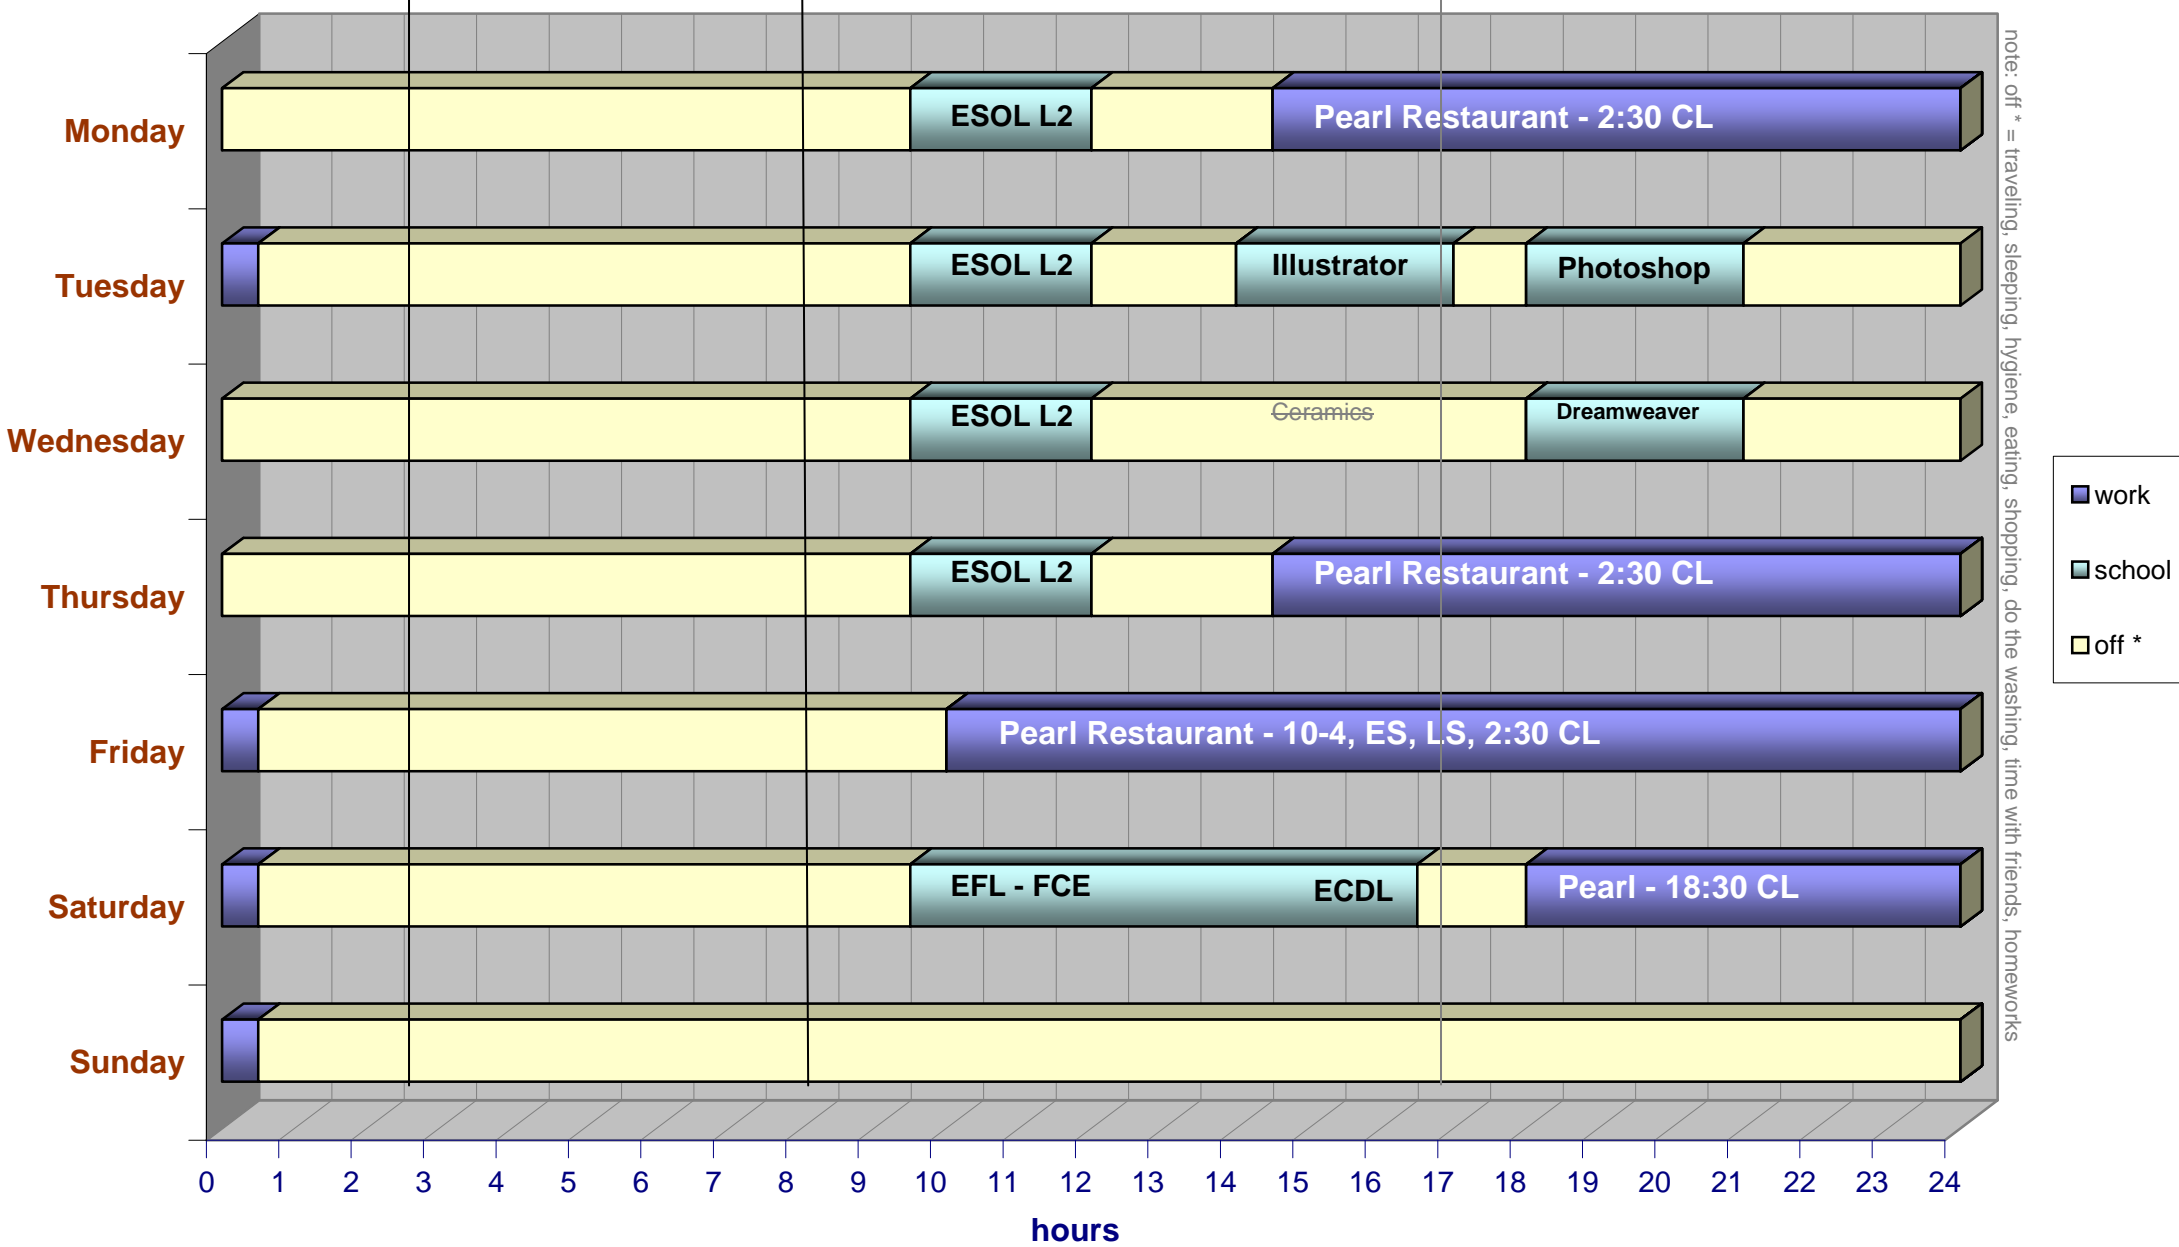 Monday
ESOL L2
Pearl Restaurant - 2:30 CL
Tuesday
ESOL L2
Illustrator
Photoshop
Wednesday
ESOL L2
Ceramics
Dreamweaver
Thursday
ESOL L2
Pearl Restaurant - 2:30 CL
Friday
Pearl Restaurant - 10-4, ES, LS, 2:30 CL
Saturday
EFL - FCE
ECDL
Pearl - 18:30 CL
Sunday
0 1 2 3 4 5 6 7 8 9 10 11 12 13 14 15 16 17 18 19 20 21 22 23 24
hours
note: off * = traveling, sleeping, hygiene, eating, shopping, do the washing, time with friends, homeworks
work
school
off *